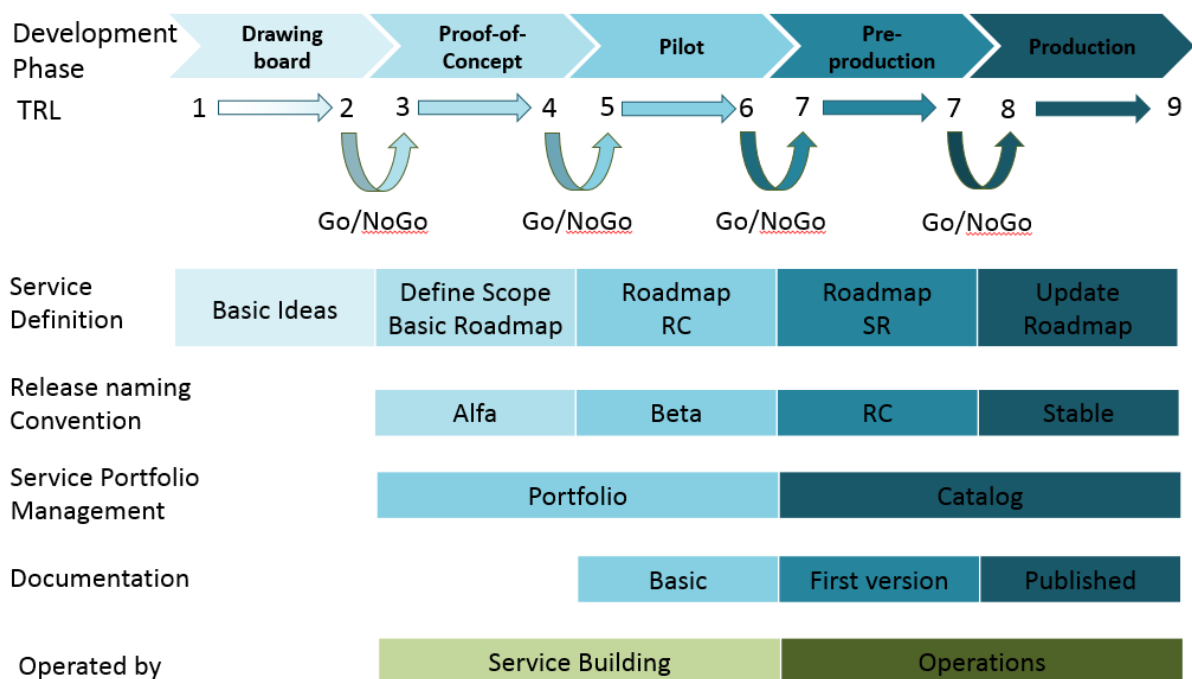 Development
Phase
Drawing
board
Proof-of-
Concept
Pilot
Pre-
production
Production
TRL
1 2 3 4 5 6 7 7 8 9
Go/NoGo Go/NoGo Go/NoGo Go/NoGo
Service
Definition
Basic Ideas
Define Scope
Basic Roadmap
Roadmap
RC
Roadmap
SR
Update
Roadmap
Release naming
Convention
Alfa
Beta
RC
Stable
Service Portfolio
Management
Portfolio
Catalog
Documentation
Basic
First version
Published
Operated by
Service Building
Operations